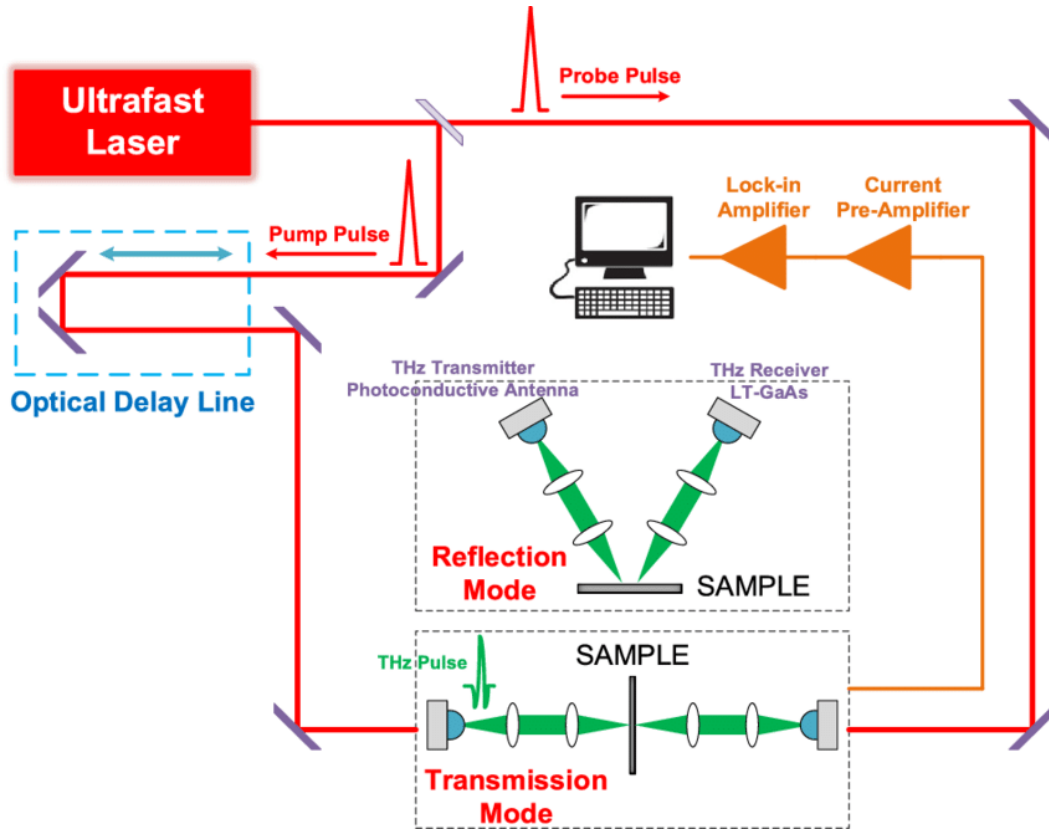 Probe Pulse
Ultrafast
Laser
Lock-in
Amplifier
Current
Pre-Amplifier
Pump Pulse
Optical Delay Line
THz Transmitter
Photoconductive Antenna
THz Receiver
LT-GaAs
Reflection
Mode
SAMPLE
THz Pulse
SAMPLE
Transmission
Mode